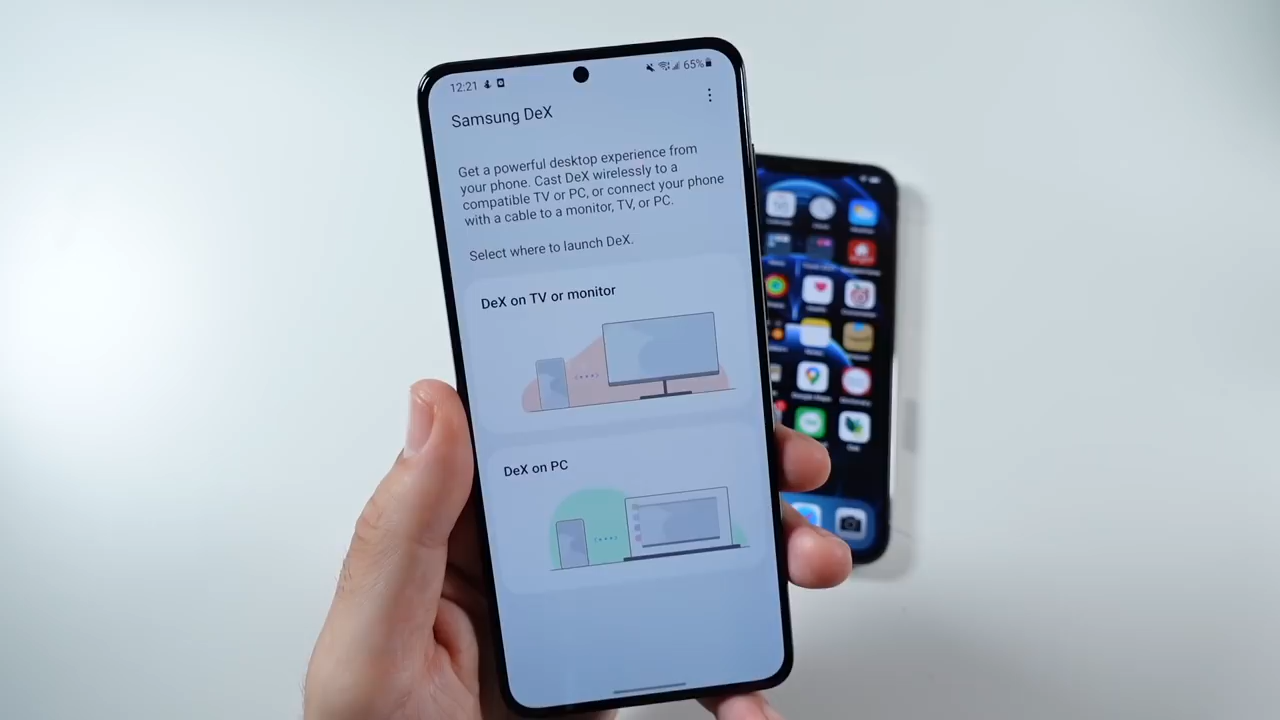 12:21
65%
Samsung DeX
Get a powerful desktop experience from
your phone. Cast DeX wirelessly to a
compatible TV or PC, or connect your phone
with a cable to a monitor, TV, or PC.
Select where to launch DeX.
DeX on TV or monitor
DeX on PC
Google Maps